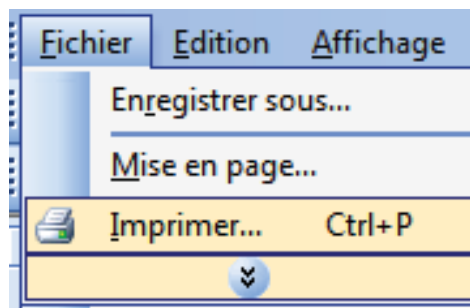 Fichier Edition Affichage
Enregistrer sous...
Mise en page...
Imprimer... Ctrl+P